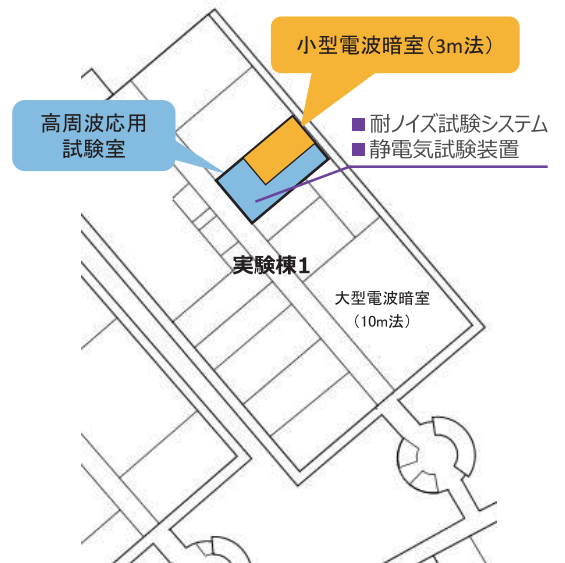 小型電波暗室（3m法）
高周波応用
試験室
■耐ノイズ試験システム
■静電気試験装置
実験棟1
大型電波暗室
（10m法）